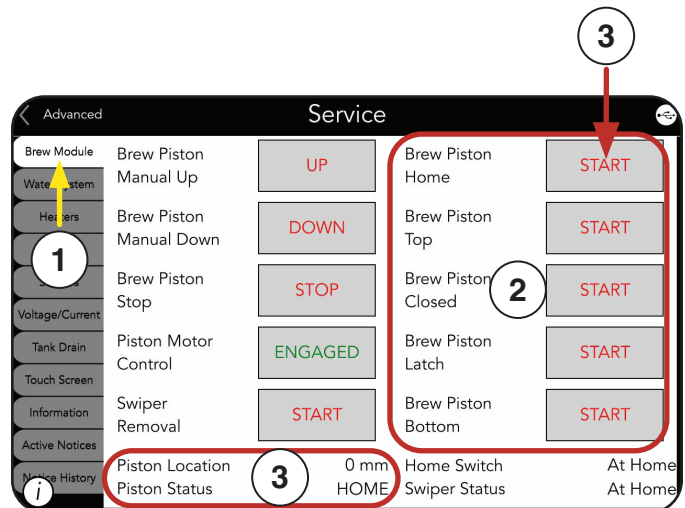 3
Advanced
Service
Brew Module
Heaters
Voltage/Current
Tank Drain
Touch Screen
Information
Active Notices
History
i
1
Brew Piston
Manual Up
UP
Brew Piston
Manual Down
DOWN
Brew Piston
Stop
STOP
Piston Motor
Control
ENGAGED
Swiper
Removal
START
Brew Piston
Home
START
Brew Piston
Top
START
Brew Piston
Closed
2
START
Brew Piston
Latch
START
Brew Piston
Bottom
START
Piston Location
0 mm
Piston Status
HOME
3
Home Switch
At Home
Swiper Status
At Home